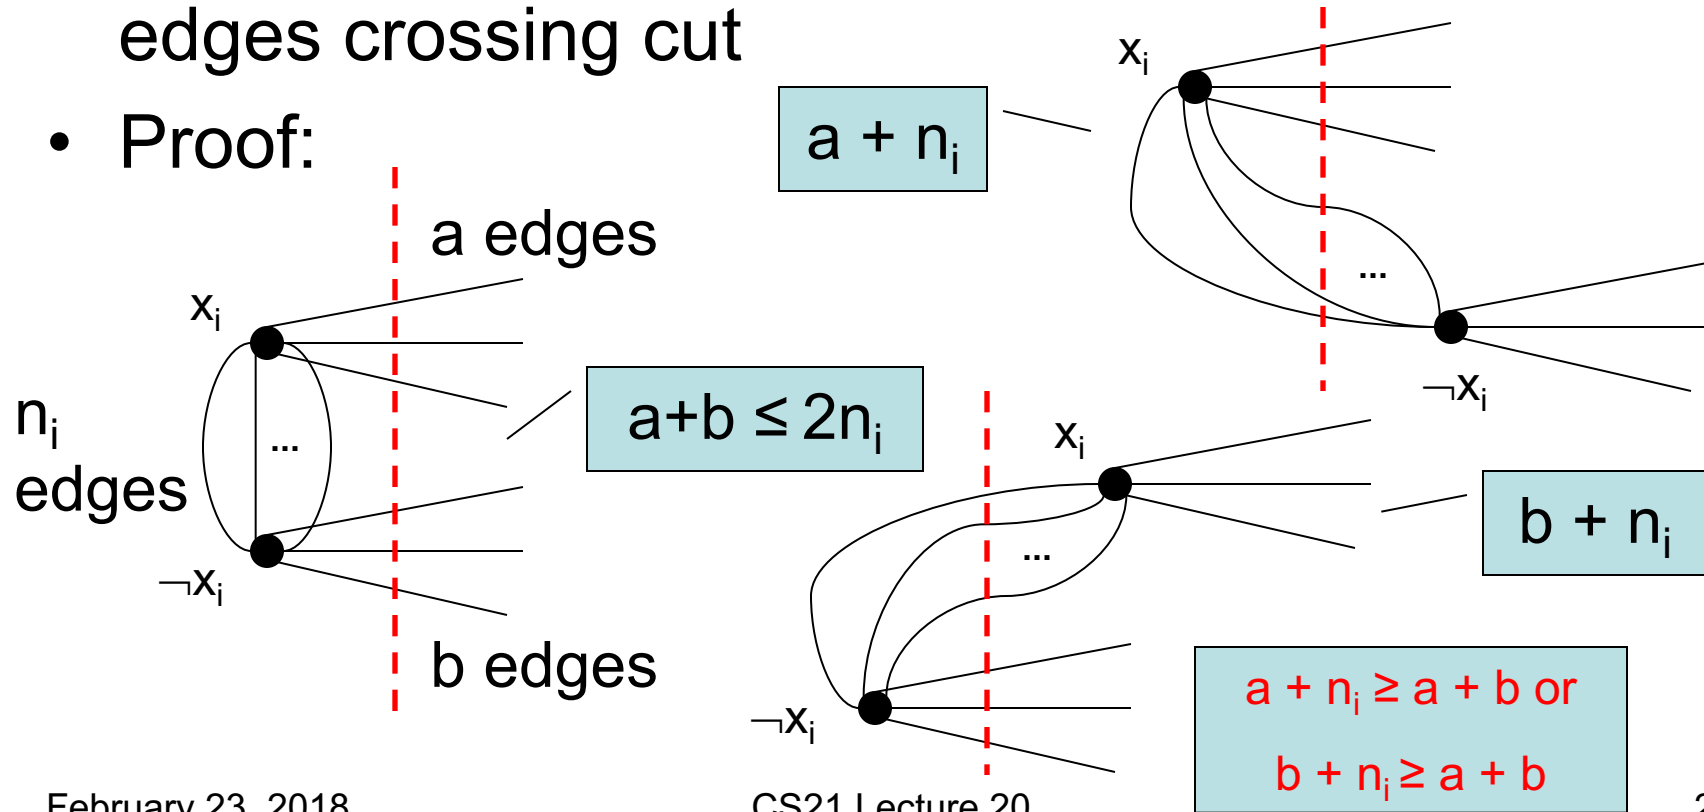 edges crossing cut
• Proof:
a + nᵢ
xᵢ
...
¬xᵢ
a edges
xᵢ
nᵢ
edges
...
¬xᵢ
b edges
a+b ≤ 2nᵢ
xᵢ
...
¬xᵢ
b + nᵢ
a + nᵢ ≥ a + b or
b + nᵢ ≥ a + b
February 23, 2018
CS21 Lecture 20